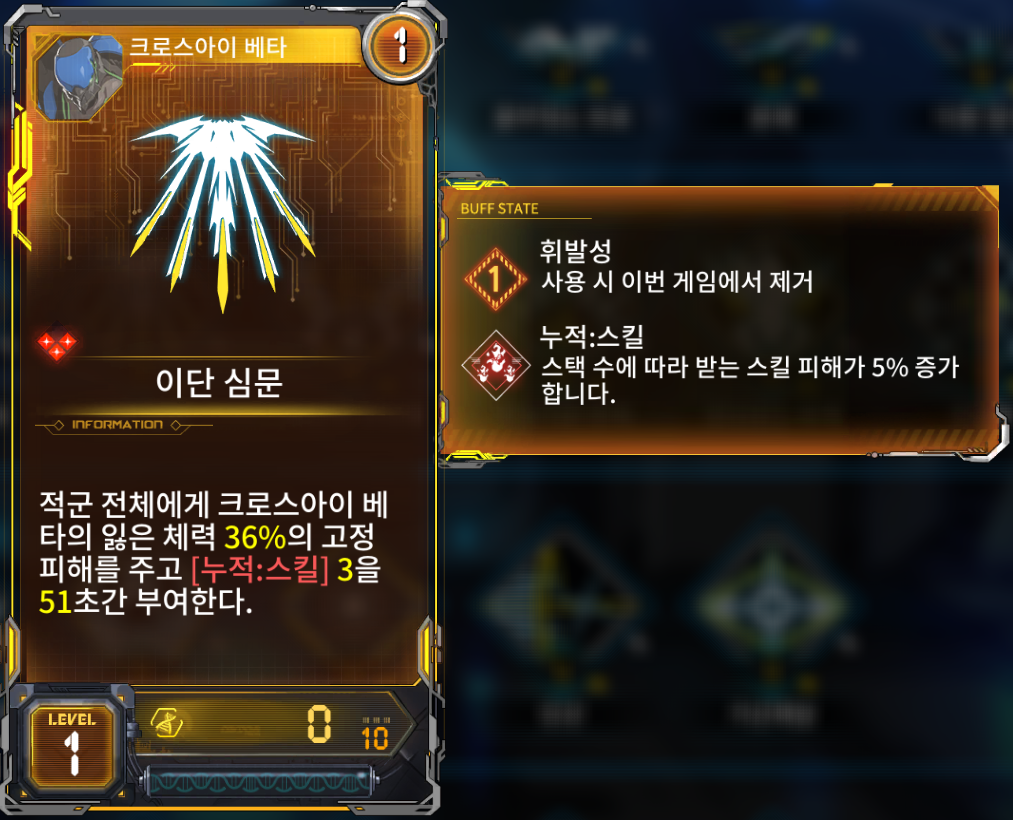 크로스아이 베타
1
이단 심문
INFORMATION
적군 전체에게 크로스아이 베
타의 잃은 체력 36%의 고정
피해를 주고 [누적:스킬] 3을
51초간 부여한다.
LEVEL
1
0
10
BUFF STATE
1
휘발성
사용 시 이번 게임에서 제거
누적:스킬
스택 수에 따라 받는 스킬 피해가 5% 증가
합니다.